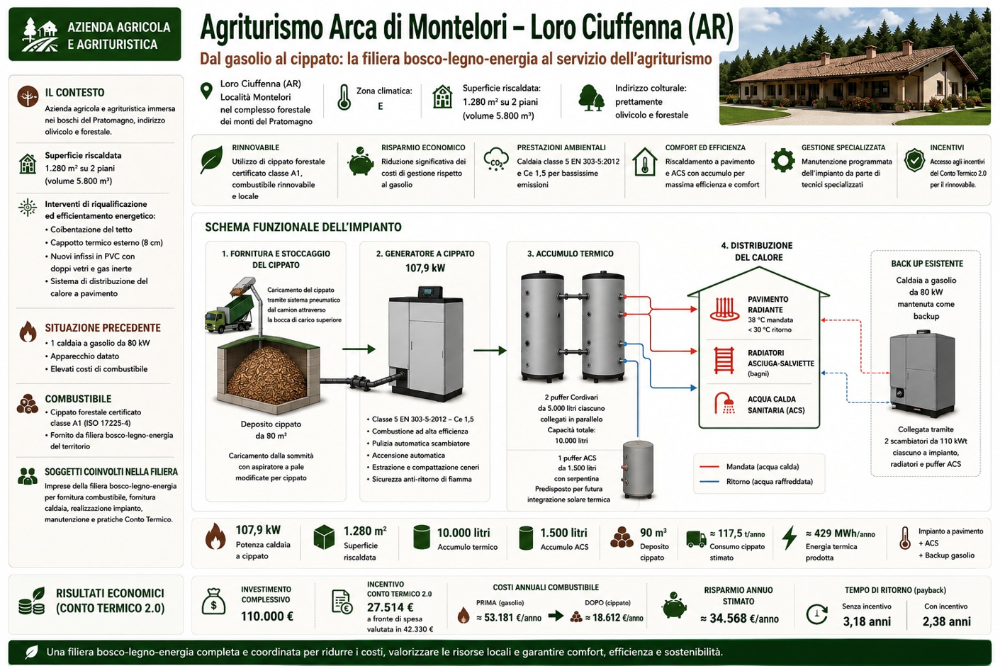 AZIENDA AGRICOLA
E AGRITURISTICA
Agriturismo Arca di Montelori – Loro Ciuffenna (AR)
Dal gasolio al cippato: la filiera bosco-legno-energia al servizio dell'agriturismo
Loro Ciuffenna (AR)
Località Montelori
nel complesso forestale
dei monti del Pratomagno
Zona climatica:
E
Superficie riscaldata:
1.280 m² su 2 piani
(volume 5.800 m³)
Indirizzo colturale:
prettamente
olivicolo e forestale
IL CONTESTO
Azienda agricola e agrituristica immersa
nei boschi del Pratomagno, indirizzo
olivicolo e forestale.
Superficie riscaldata
1.280 m² su 2 piani
(volume 5.800 m³)
Interventi di riqualificazione
ed efficientamento energetico:
• Coibentazione del tetto
• Cappotto termico esterno (8 cm)
• Nuovi infissi in PVC con
doppi vetri e gas inerte
• Sistema di distribuzione del
calore a pavimento
SITUAZIONE PRECEDENTE
• 1 caldaia a gasolio da 80 kW
• Apparecchio datato
• Elevati costi di combustibile
COMBUSTIBILE
• Cippato forestale certificato
classe A1 (ISO 17225-4)
• Fornito da filiera bosco-legno-energia
del territorio
SOGGETTI COINVOLTI NELLA FILIERA
Imprese della filiera bosco-legno-energia
per fornitura combustibile, fornitura
caldaia, realizzazione impianto,
manutenzione e pratiche Conto Termico.
RINNOVABILE
Utilizzo di cippato forestale
certificato classe A1,
combustibile rinnovabile
e locale
RISPARMIO ECONOMICO
Riduzione significativa dei
costi di gestione rispetto
al gasolio
CO₂
PRESTAZIONI AMBIENTALI
Caldaia classe 5 EN 303-5:2012
e Ce 1,5 per bassissime
emissioni
COMFORT ED EFFICIENZA
Riscaldamento a pavimento
e ACS con accumulo per
massima efficienza e comfort
GESTIONE SPECIALIZZATA
Manutenzione programmata
dell'impianto da parte di
tecnici specializzati
INCENTIVI
Accesso agli incentivi
del Conto Termico 2.0
per il rinnovabile.
SCHEMA FUNZIONALE DELL'IMPIANTO
1. FORNITURA E STOCCAGGIO
DEL CIPPATO
Caricamento del cippato
tramite sistema pneumatico
dal camion attraverso
la bocca di carico superiore
Deposito cippato
da 80 m²
Caricamento dalla sommità
con aspiratore a pale
modificate per cippato
2. GENERATORE A CIPPATO
107,9 kW
• Classe 5 EN 303-5-2012 – Ce 1,5
• Combustione ad alta efficienza
• Pulizia automatica scambiatore
• Accensione automatica
• Estrazione e compattazione ceneri
• Sicurezza anti-ritorno di fiamma
3. ACCUMULO TERMICO
2 puffer Cordivari
da 5.000 litri ciascuno
collegati in parallelo
Capacità totale:
10.000 litri
1 puffer ACS
da 1.500 litri
con serpentina
Predisposto per futura
integrazione solare termica
4. DISTRIBUZIONE
DEL CALORE
PAVIMENTO
RADIANTE
38 °C mandata
< 30 °C ritorno
RADIATORI
ASCIUGA-SALVIETTE
(bagni)
ACQUA CALDA
SANITARIA (ACS)
Mandata (acqua calda)
Ritorno (acqua raffreddata)
BACK UP ESISTENTE
Caldaia a gasolio
da 80 kW
mantenuta come
backup
Collegata tramite
2 scambiatori da 110 kWt
ciascuno a impianto,
radiatori e puffer ACS
107,9 kW
Potenza caldaia
a cippato
1.280 m²
Superficie
riscaldata
10.000 litri
Accumulo termico
1.500 litri
Accumulo ACS
90 m³
Deposito
cippato
≈ 117,5 t/anno
Consumo cippato
stimato
≈ 429 MWh/anno
Energia termica
prodotta
Impianto a pavimento
+ ACS
+ Backup gasolio
RISULTATI ECONOMICI
(CONTO TERMICO 2.0)
INVESTIMENTO
COMPLESSIVO
110.000 €
INCENTIVO
CONTO TERMICO 2.0
27.514 €
a fronte di spesa
valutata in 42.330 €
COSTI ANNUALI COMBUSTIBILE
PRIMA (gasolio)
≈ 53.181 €/anno
DOPO (cippato)
≈ 18.612 €/anno
RISPARMIO ANNUO
STIMATO
≈ 34.568 €/anno
TEMPO DI RITORNO (payback)
Senza incentivo
3,18 anni
Con incentivo
2,38 anni
Una filiera bosco-legno-energia completa e coordinata per ridurre i costi, valorizzare le risorse locali e garantire comfort, efficienza e sostenibilità.